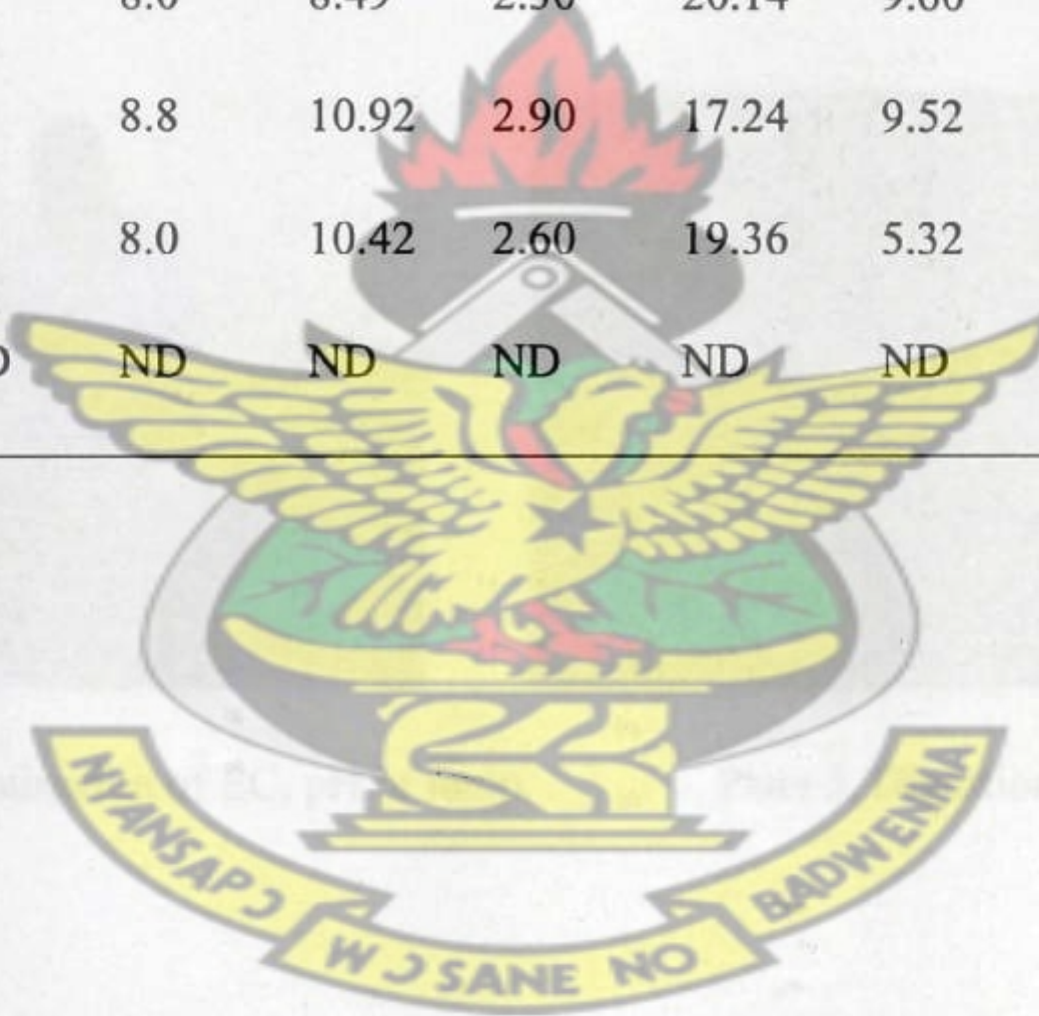 8.8 10.92 2.90 17.24 9.52
8.0 10.42 2.60 19.36 5.32
ND ND ND ND ND
NYANSAPƆ
WƆSANE NO
BADWENMA